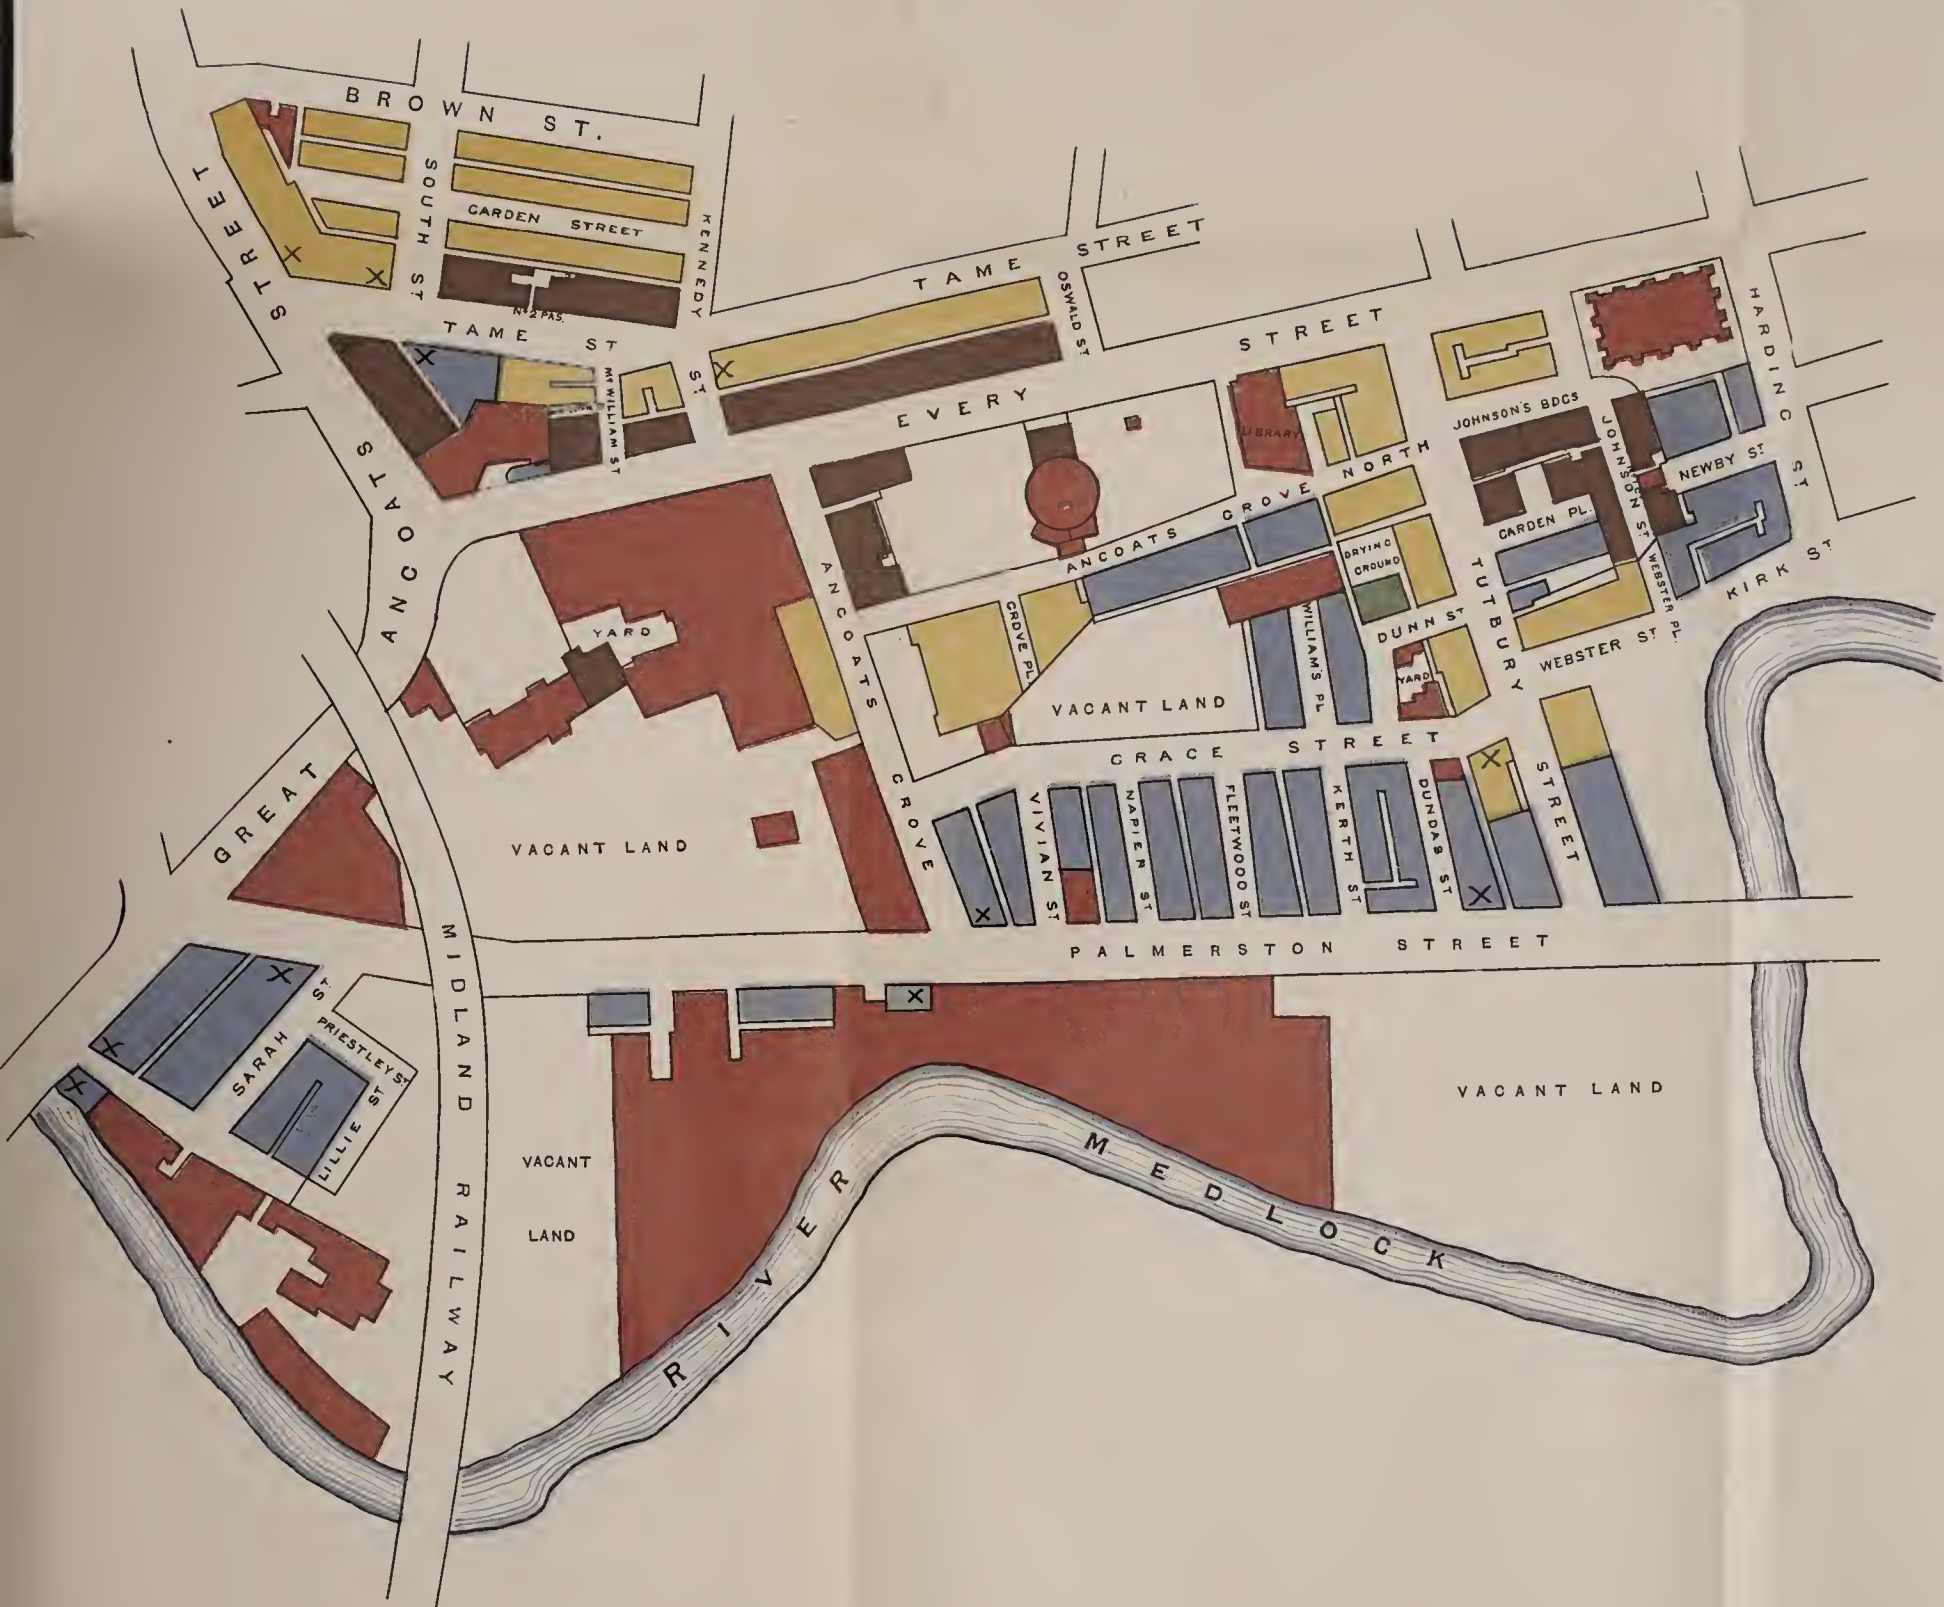 BROWN ST.
STREET
SOUTH ST
GARDEN STREET
KENNEDY ST
No 2 PAS.
TAME ST
TAME STREET
OSWALD ST
Mc WILLIAM ST
EVERY STREET
GREAT ANCOATS STREET
LIBRARY
NORTH
JOHNSON'S BDGS
JOHNSON ST
HARDING ST
NEWBY ST
GARDEN PL.
WEBSTER PL.
KIRK ST
WEBSTER ST
ANCOATS GROVE
DRYING
GROUND
DUNN ST
TUTBURY STREET
YARD
ANCOATS GROVE
GROVE PL.
WILLIAM'S PL
YARD
VACANT LAND
GRACE STREET
VIVIAN ST
NAPIER ST
FLEETWOOD ST
KERTH ST
DUNDAS ST
VACANT LAND
PALMERSTON STREET
MIDLAND RAILWAY
SARAH ST.
PRIESTLEY ST
LILLIE ST
VACANT
LAND
VACANT LAND
RIVER MEDLOCK